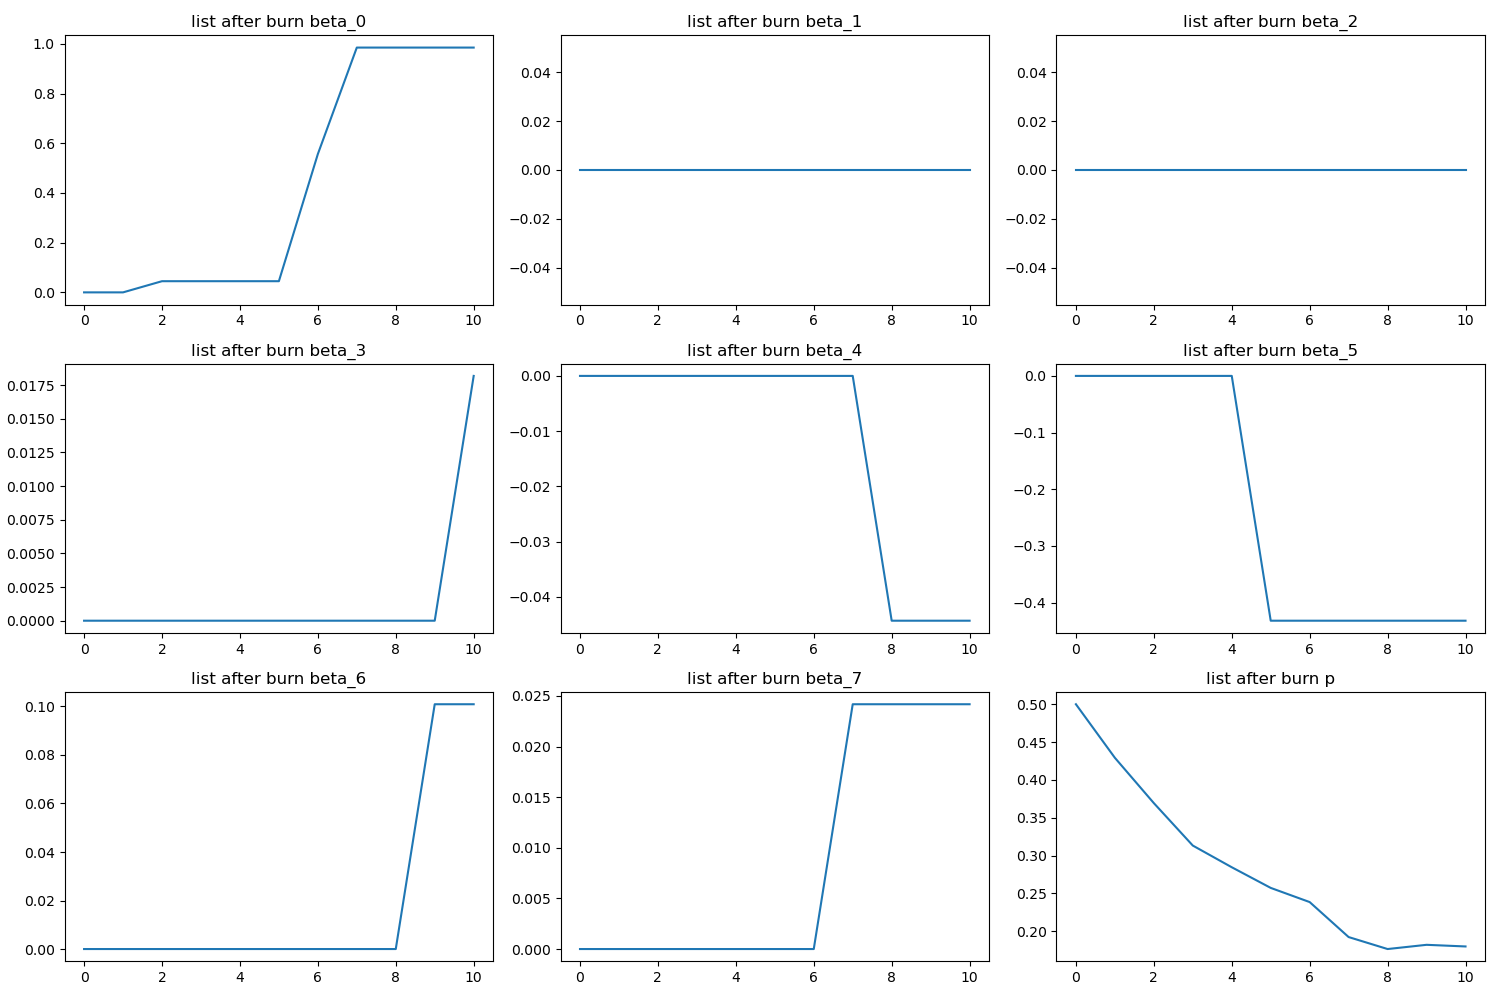 list after burn beta_0
1.0
0.8
0.6
0.4
0.2
0.0
0 2 4 6 8 10
list after burn beta_1
0.04
0.02
0.00
−0.02
−0.04
0 2 4 6 8 10
list after burn beta_2
0.04
0.02
0.00
−0.02
−0.04
0 2 4 6 8 10
list after burn beta_3
0.0175
0.0150
0.0125
0.0100
0.0075
0.0050
0.0025
0.0000
0 2 4 6 8 10
list after burn beta_4
0.00
−0.01
−0.02
−0.03
−0.04
0 2 4 6 8 10
list after burn beta_5
0.0
−0.1
−0.2
−0.3
−0.4
0 2 4 6 8 10
list after burn beta_6
0.10
0.08
0.06
0.04
0.02
0.00
0 2 4 6 8 10
list after burn beta_7
0.025
0.020
0.015
0.010
0.005
0.000
0 2 4 6 8 10
list after burn p
0.50
0.45
0.40
0.35
0.30
0.25
0.20
0 2 4 6 8 10